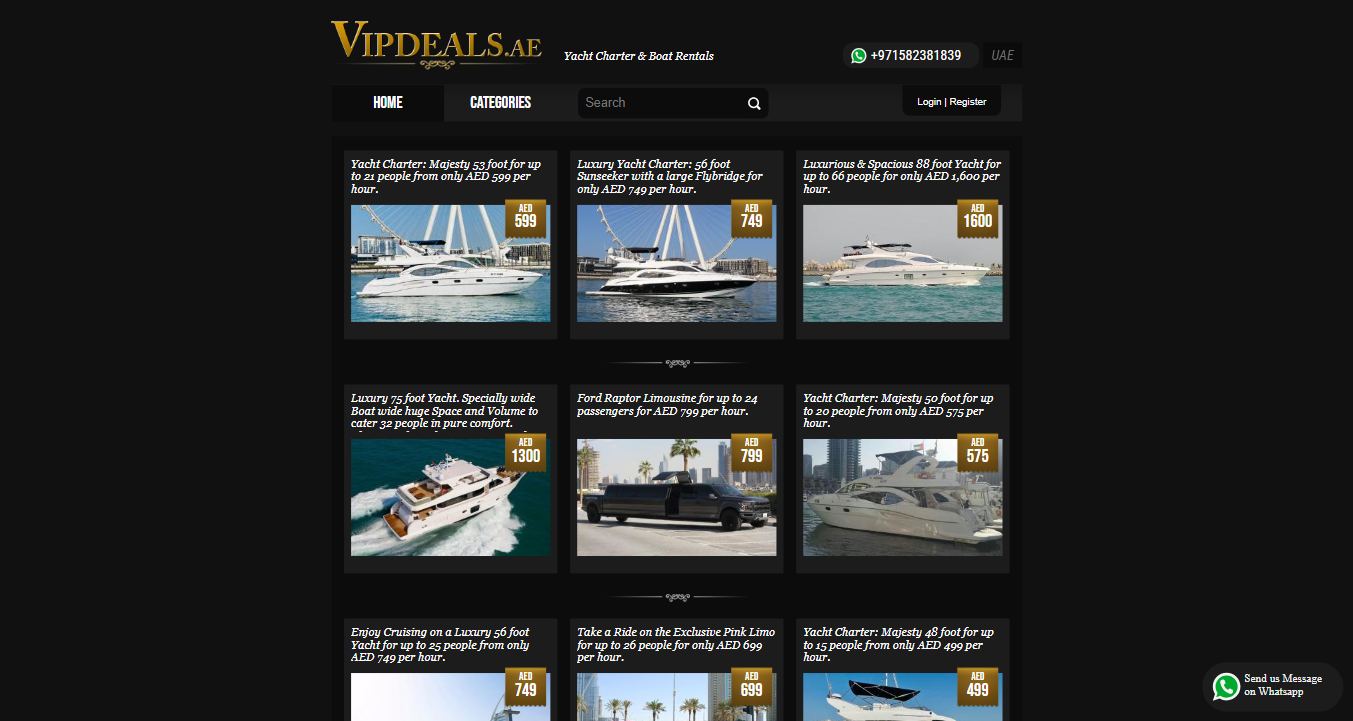 VIPDEALS.AE
Yacht Charter & Boat Rentals
+971582381839
UAE
HOME
CATEGORIES
Search
Login | Register
Yacht Charter: Majesty 53 foot for up
to 21 people from only AED 599 per
hour.
AED
599
Luxury Yacht Charter: 56 foot
Sunseeker with a large Flybridge for
only AED 749 per hour.
AED
749
Luxurious & Spacious 88 foot Yacht for
up to 66 people for only AED 1,600 per
hour.
AED
1600
Luxury 75 foot Yacht. Specially wide
Boat wide huge Space and Volume to
cater 32 people in pure comfort.
AED
1300
Ford Raptor Limousine for up to 24
passengers for AED 799 per hour.
AED
799
Yacht Charter: Majesty 50 foot for up
to 20 people from only AED 575 per
hour.
AED
575
Enjoy Cruising on a Luxury 56 foot
Yacht for up to 25 people from only
AED 749 per hour.
AED
749
Take a Ride on the Exclusive Pink Limo
for up to 26 people for only AED 699
per hour.
AED
699
Yacht Charter: Majesty 48 foot for up
to 15 people from only AED 499 per
hour.
AED
499
Send us Message
on Whatsapp